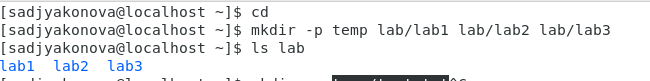 [sadjyakonova@localhost ~]$ cd
[sadjyakonova@localhost ~]$ mkdir -p temp lab/lab1 lab/lab2 lab/lab3
[sadjyakonova@localhost ~]$ ls lab
lab1 lab2 lab3